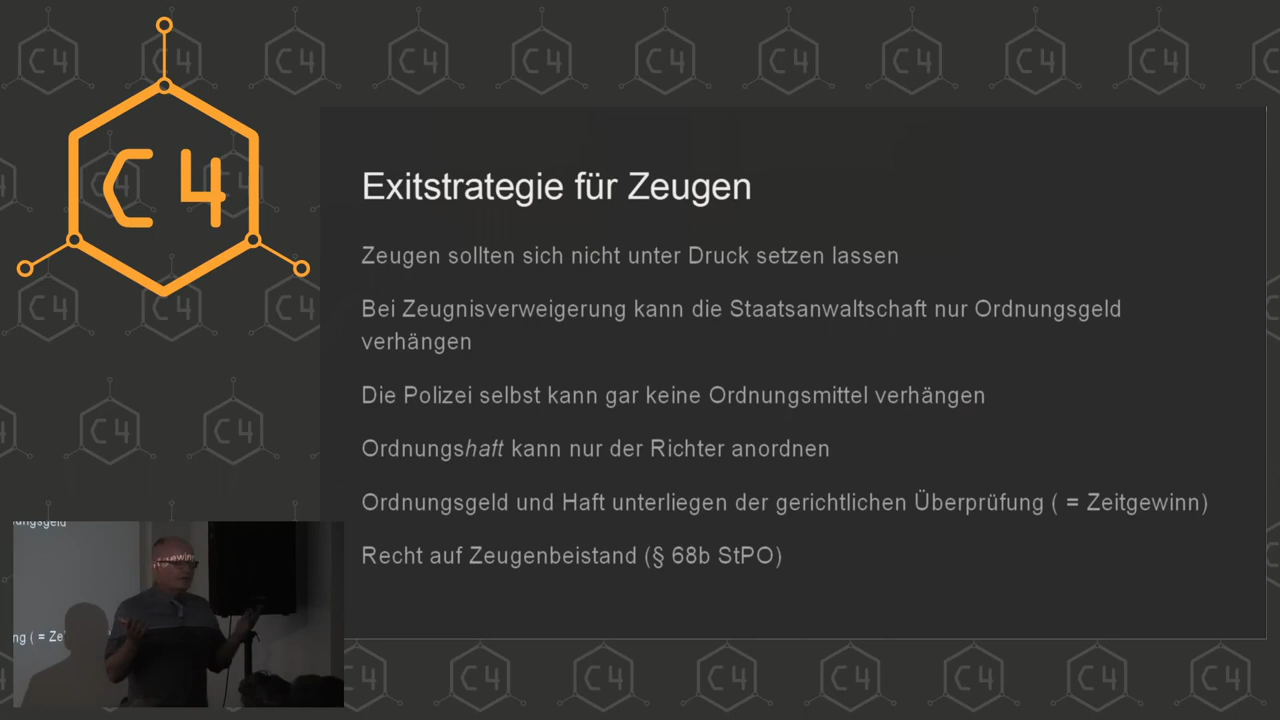 C4
Exitstrategie für Zeugen
Zeugen sollten sich nicht unter Druck setzen lassen
Bei Zeugnisverweigerung kann die Staatsanwaltschaft nur Ordnungsgeld
verhängen
Die Polizei selbst kann gar keine Ordnungsmittel verhängen
Ordnungshaft kann nur der Richter anordnen
Ordnungsgeld und Haft unterliegen der gerichtlichen Überprüfung ( = Zeitgewinn)
Recht auf Zeugenbeistand (§ 68b StPO)
ng ( = Ze